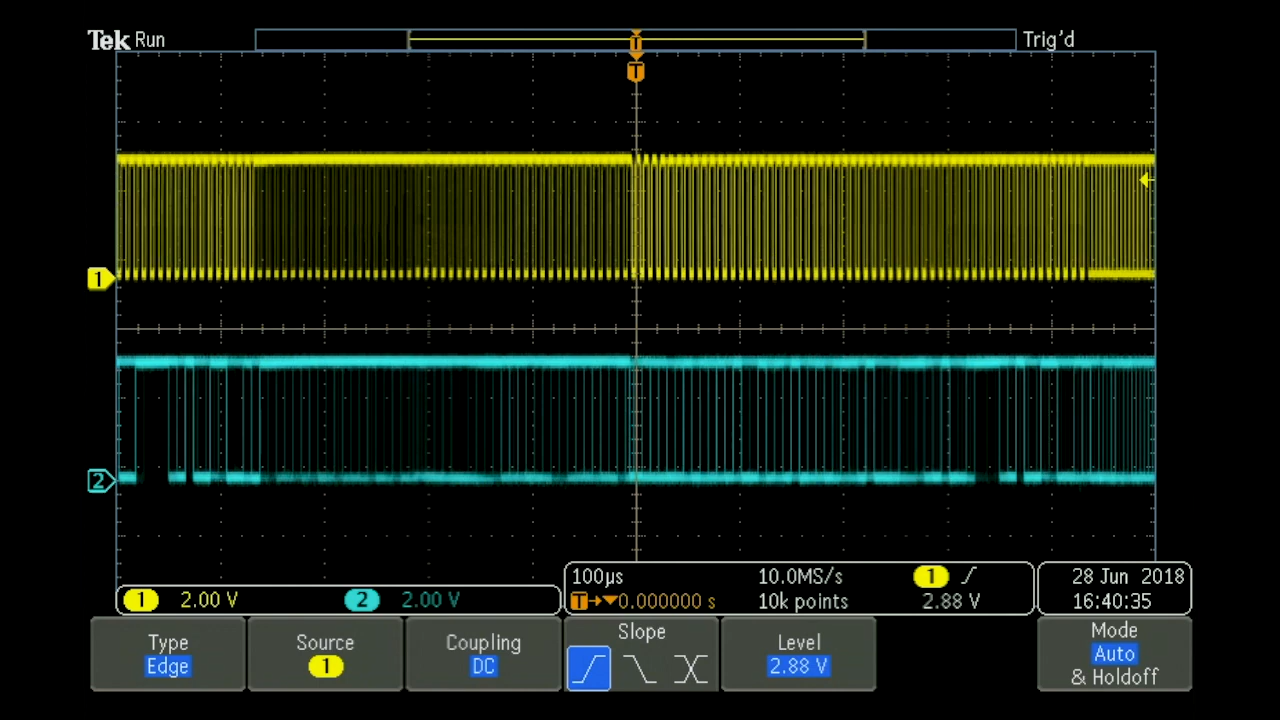 Tek Run
Trig'd
T
T
1
2
1 2.00 V 2 2.00 V
100µs 10.0MS/s 1
T→▼0.000000 s 10k points 2.88 V
28 Jun 2018
16:40:35
Type
Edge
Source
1
Coupling
DC
Slope
Level
2.88 V
Mode
Auto
& Holdoff